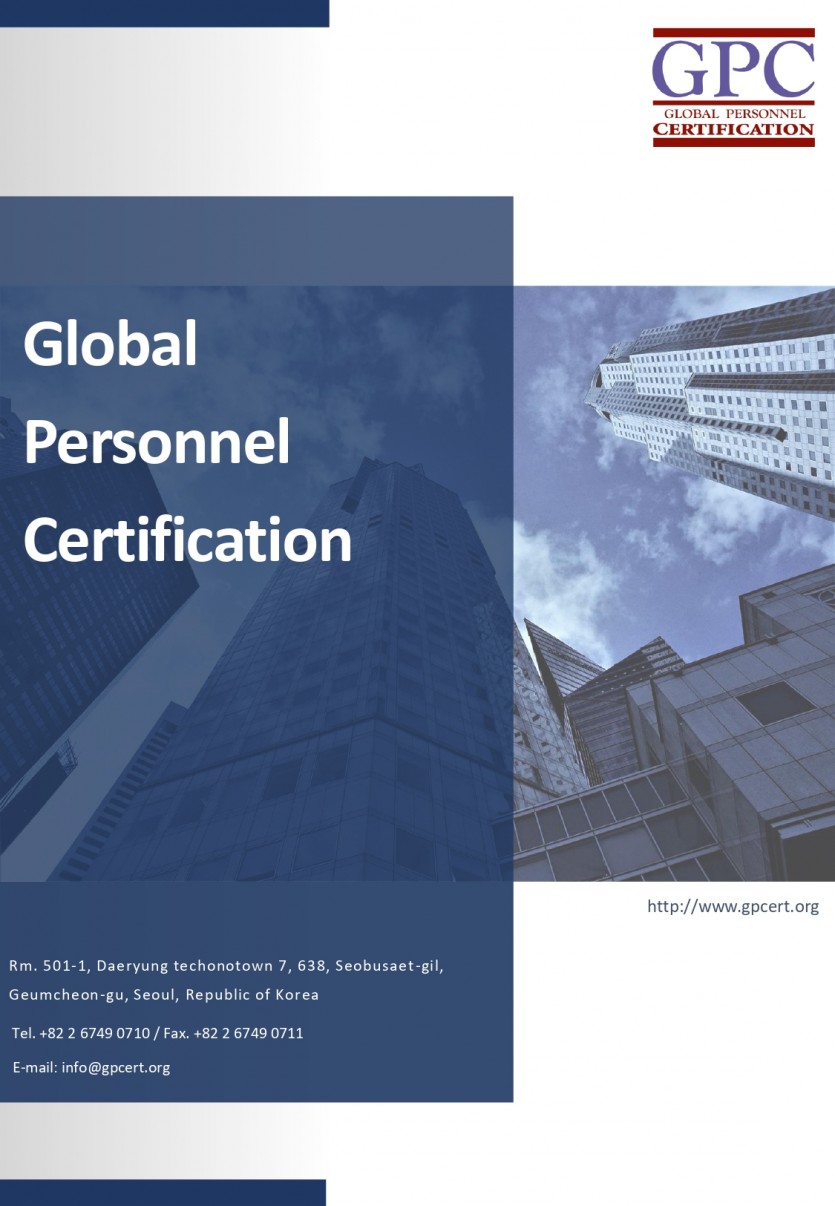 GPC
GLOBAL PERSONNEL
CERTIFICATION
Global
Personnel
Certification
http://www.gpcert.org
Rm. 501-1, Daeryung techonotown 7, 638, Seobusaet-gil,
Geumcheon-gu, Seoul, Republic of Korea
Tel. +82 2 6749 0710 / Fax. +82 2 6749 0711
E-mail: info@gpcert.org